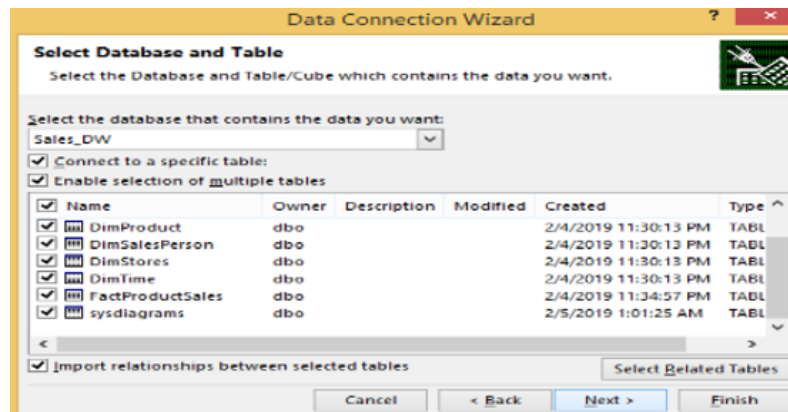 Data Connection Wizard
Select Database and Table
Select the Database and Table/Cube which contains the data you want.
Select the database that contains the data you want:
Sales_DW
Connect to a specific table:
Enable selection of multiple tables
Name Owner Description Modified Created Type
DimProduct dbo 2/4/2019 11:30:13 PM TABL
DimSalesPerson dbo 2/4/2019 11:30:13 PM TABL
DimStores dbo 2/4/2019 11:30:13 PM TABL
DimTime dbo 2/4/2019 11:30:13 PM TABL
FactProductSales dbo 2/4/2019 11:34:57 PM TABL
sysdiagrams dbo 2/5/2019 1:01:25 AM TABL
Import relationships between selected tables
Select Related Tables
Cancel < Back Next > Finish